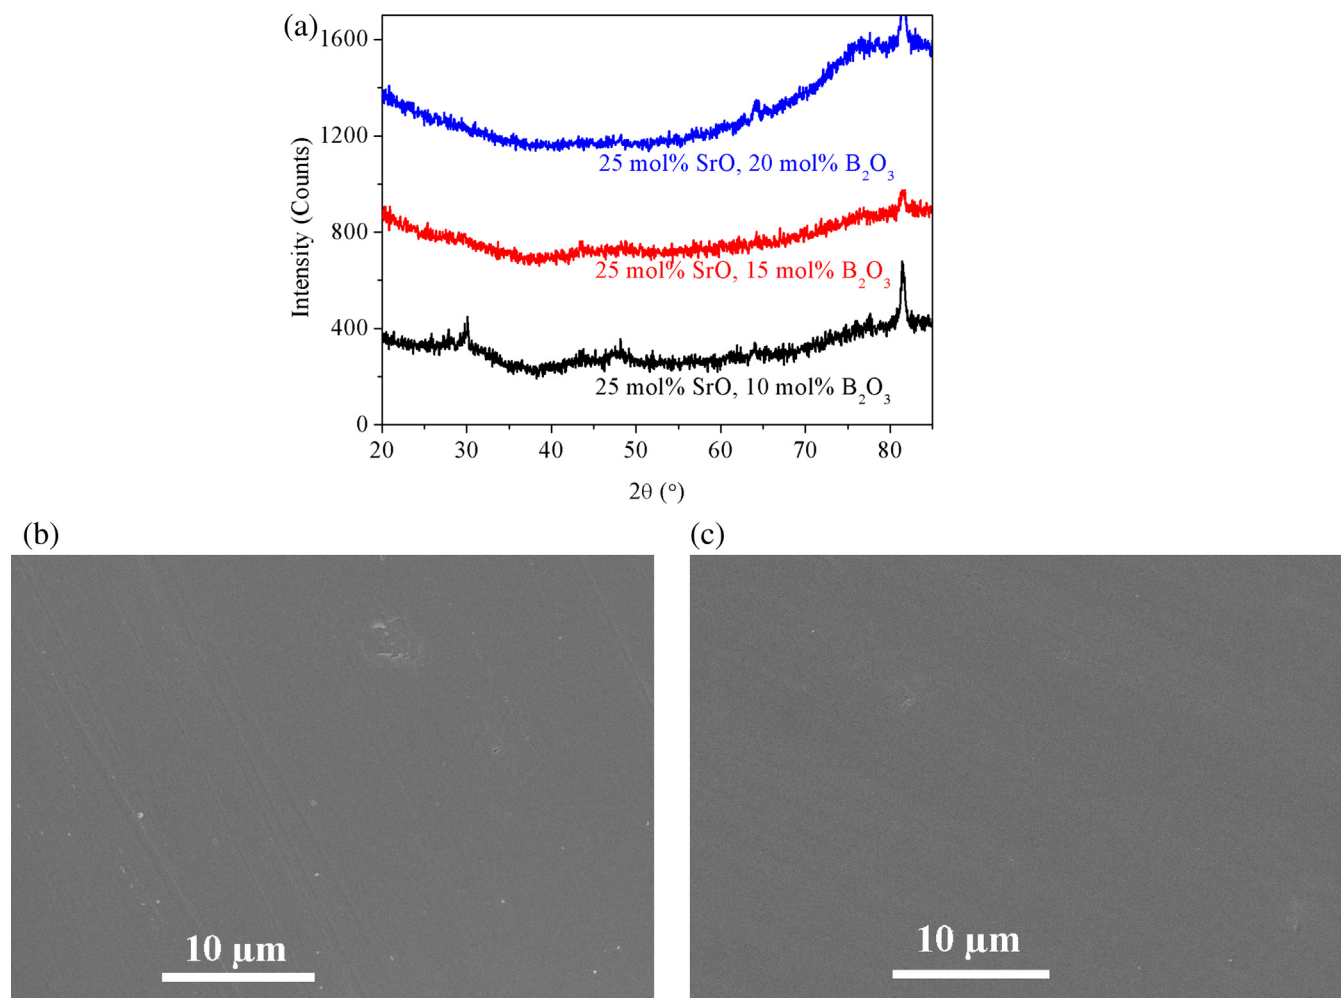 (a)
1600
1200
800
400
0
Intensity (Counts)
25 mol% SrO, 20 mol% B₂O₃
25 mol% SrO, 15 mol% B₂O₃
25 mol% SrO, 10 mol% B₂O₃
20 30 40 50 60 70 80
2θ (°)
(b)
(c)
10 μm
10 μm